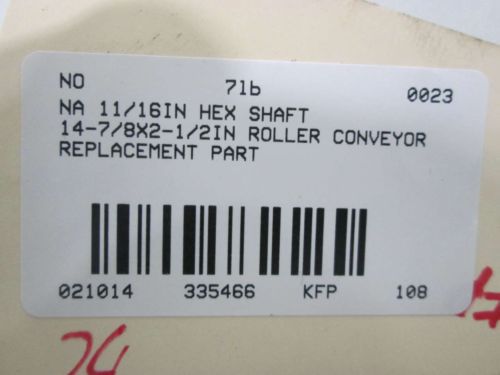 NO 7lb 0023
NA 11/16IN HEX SHAFT
14-7/8X2-1/2IN ROLLER CONVEYOR
REPLACEMENT PART
021014 335466 KFP 108